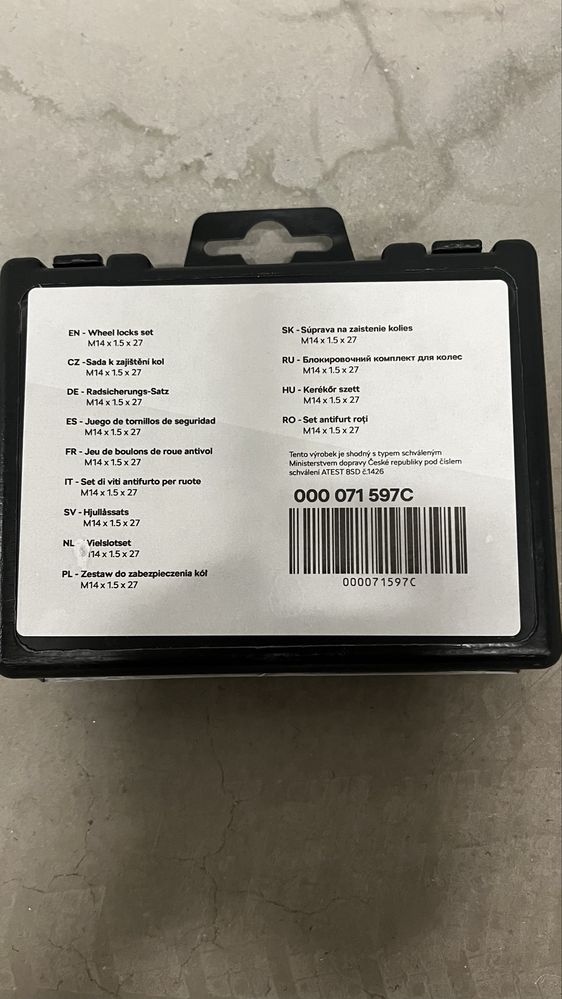 EN - Wheel locks set
M14 x 1.5 x 27
CZ - Sada k zajištění kol
M14 x 1.5 x 27
DE - Radsicherungs-Satz
M14 x 1.5 x 27
ES - Juego de tornillos de seguridad
M14 x 1.5 x 27
FR - Jeu de boulons de roue antivol
M14 x 1.5 x 27
IT - Set di viti antifurto per ruote
M14 x 1.5 x 27
SV - Hjullåssats
M14 x 1.5 x 27
NL Wielslotset
14 x 1.5 x 27
PL - Zestaw do zabezpieczenia kół
M14 x 1.5 x 27
SK - Súprava na zaistenie kolies
M14 x 1.5 x 27
RU - Блокировочний комплект для колес
M14 x 1.5 x 27
HU - Kerékőr szett
M14 x 1.5 x 27
RO - Set antifurt roţi
M14 x 1.5 x 27
Tento výrobek je shodný s typem schváleným
Ministerstvem dopravy České republiky pod číslem
schválení ATEST 8SD č.1426
000 071 597C
000071597C